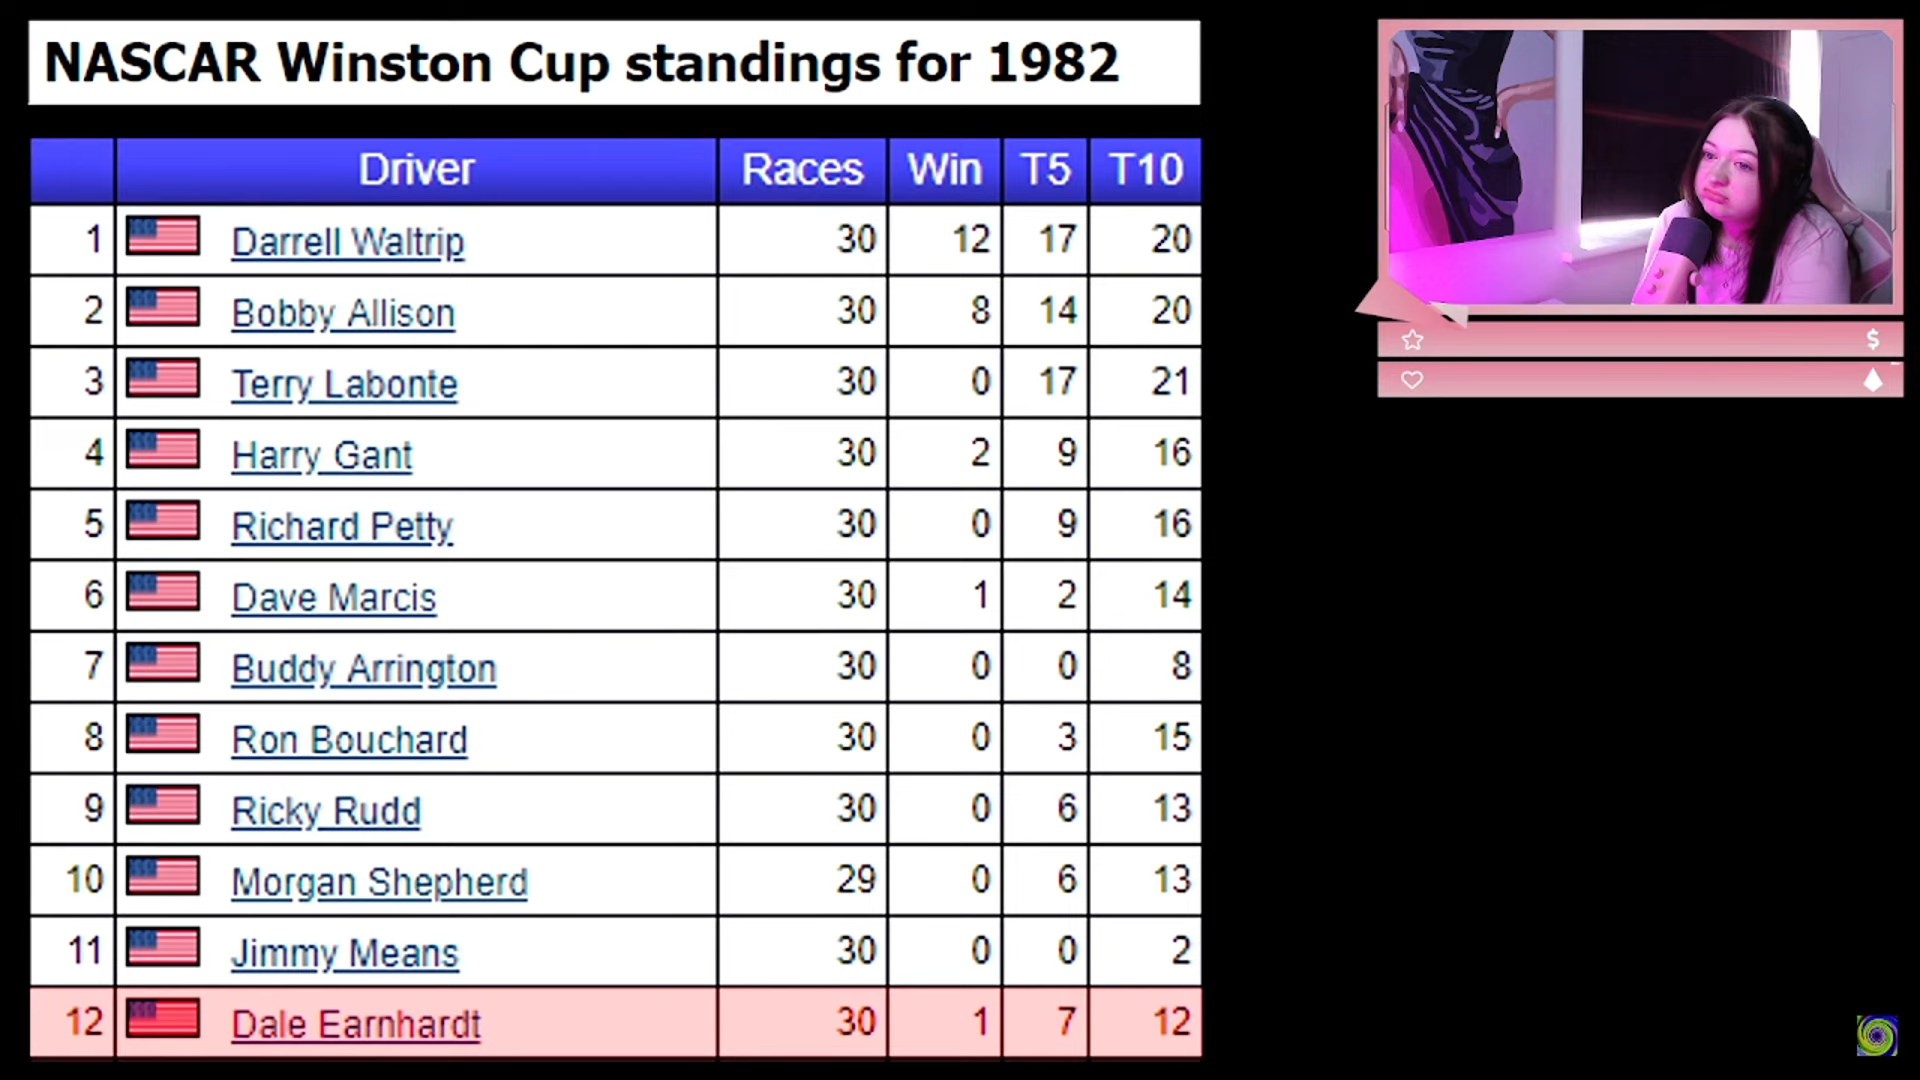 NASCAR Winston Cup standings for 1982
Driver Races Win T5 T10
1 Darrell Waltrip 30 12 17 20
2 Bobby Allison 30 8 14 20
3 Terry Labonte 30 0 17 21
4 Harry Gant 30 2 9 16
5 Richard Petty 30 0 9 16
6 Dave Marcis 30 1 2 14
7 Buddy Arrington 30 0 0 8
8 Ron Bouchard 30 0 3 15
9 Ricky Rudd 30 0 6 13
10 Morgan Shepherd 29 0 6 13
11 Jimmy Means 30 0 0 2
12 Dale Earnhardt 30 1 7 12
$